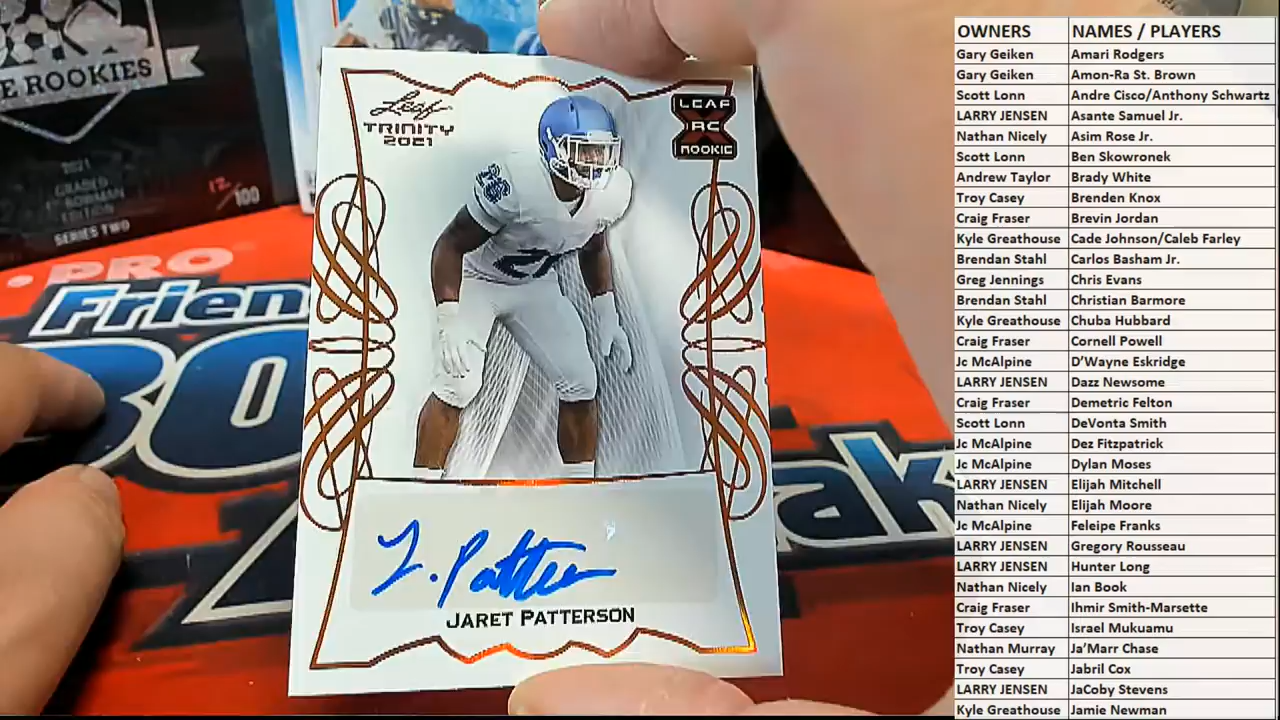 E ROOKIES
2021
GRADED
1ST BOWMAN
EDITION
SERIES TWO
12/100
PRO
Frien
BO
eak
Leaf
TRINITY
2021
LEAF
RC
ROOKIE
J. Patterson
JARET PATTERSON
OWNERS NAMES / PLAYERS
Gary Geiken Amari Rodgers
Gary Geiken Amon-Ra St. Brown
Scott Lonn Andre Cisco/Anthony Schwartz
LARRY JENSEN Asante Samuel Jr.
Nathan Nicely Asim Rose Jr.
Scott Lonn Ben Skowronek
Andrew Taylor Brady White
Troy Casey Brenden Knox
Craig Fraser Brevin Jordan
Kyle Greathouse Cade Johnson/Caleb Farley
Brendan Stahl Carlos Basham Jr.
Greg Jennings Chris Evans
Brendan Stahl Christian Barmore
Kyle Greathouse Chuba Hubbard
Craig Fraser Cornell Powell
Jc McAlpine D’Wayne Eskridge
LARRY JENSEN Dazz Newsome
Craig Fraser Demetric Felton
Scott Lonn DeVonta Smith
Jc McAlpine Dez Fitzpatrick
Jc McAlpine Dylan Moses
LARRY JENSEN Elijah Mitchell
Nathan Nicely Elijah Moore
Jc McAlpine Feleipe Franks
LARRY JENSEN Gregory Rousseau
LARRY JENSEN Hunter Long
Nathan Nicely Ian Book
Craig Fraser Ihmir Smith-Marsette
Troy Casey Israel Mukuamu
Nathan Murray Ja’Marr Chase
Troy Casey Jabril Cox
LARRY JENSEN JaCoby Stevens
Kyle Greathouse Jamie Newman